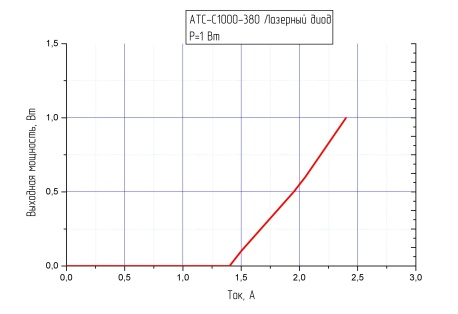 АТС-С1000-380 Лазерный диод
Р=1 Вт
1,5
1,0
0,5
0,0
Выходная мощность, Вт
0,0 0,5 1,0 1,5 2,0 2,5 3,0
Ток, А